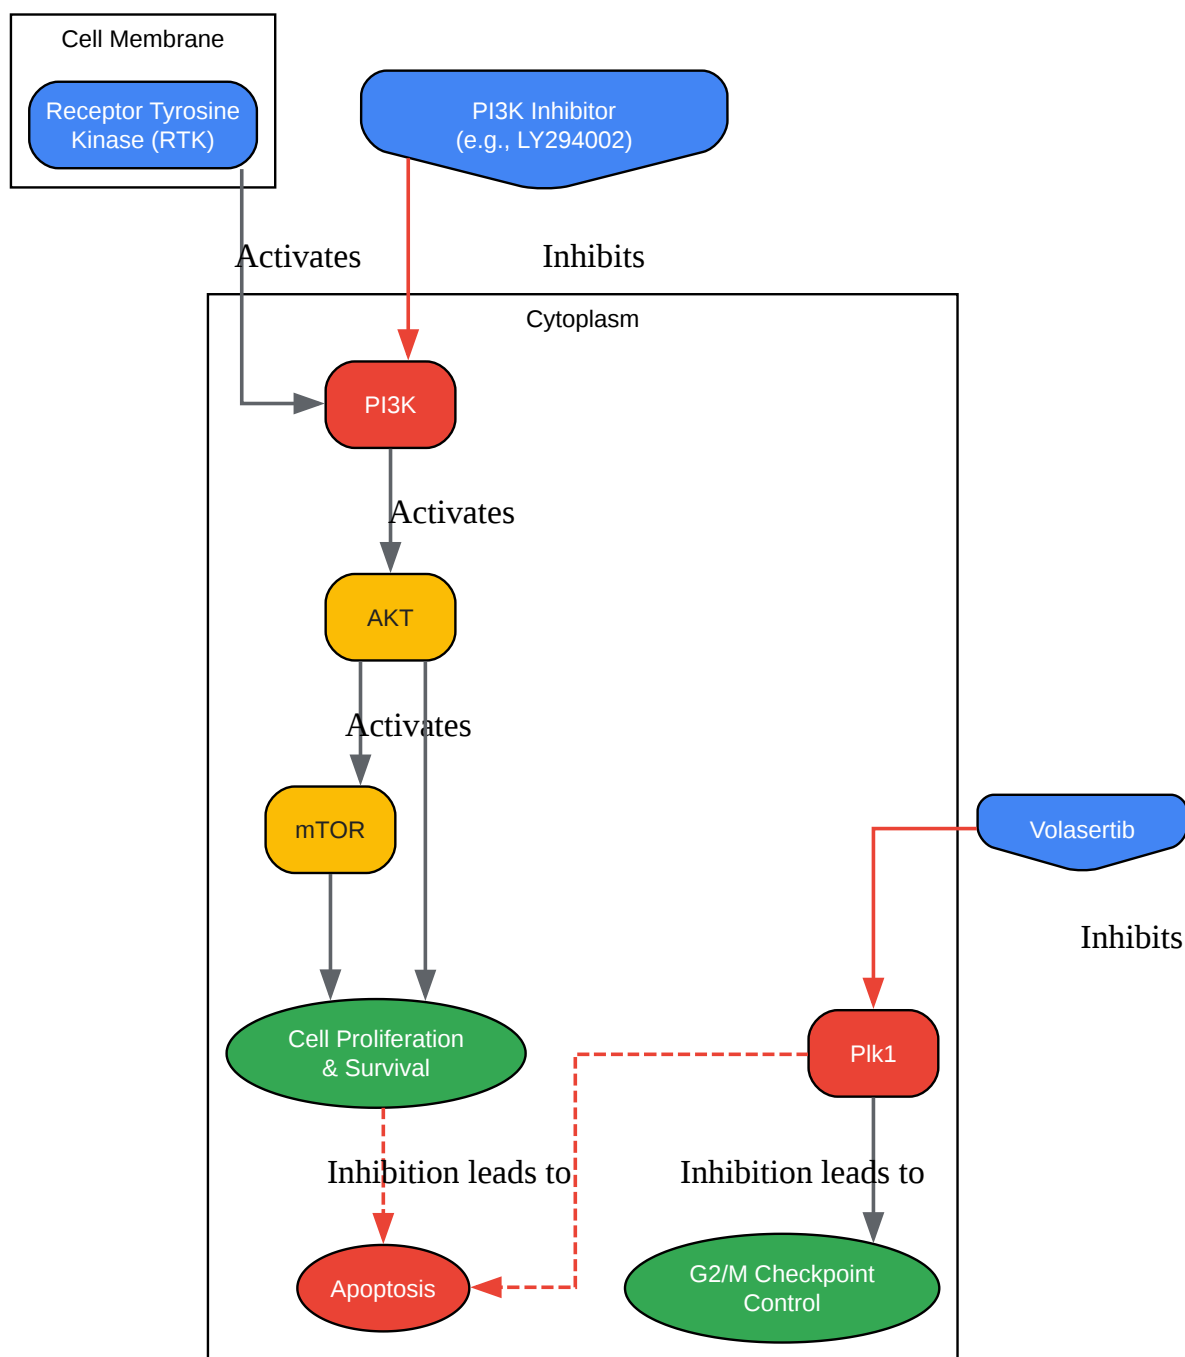 Cell Membrane
Receptor Tyrosine
Kinase (RTK)
PI3K Inhibitor
(e.g., LY294002)
Activates
Inhibits
Cytoplasm
PI3K
Activates
AKT
Activates
mTOR
Volasertib
Inhibits
Cell Proliferation
& Survival
Plk1
Inhibition leads to
Inhibition leads to
Apoptosis
G2/M Checkpoint
Control